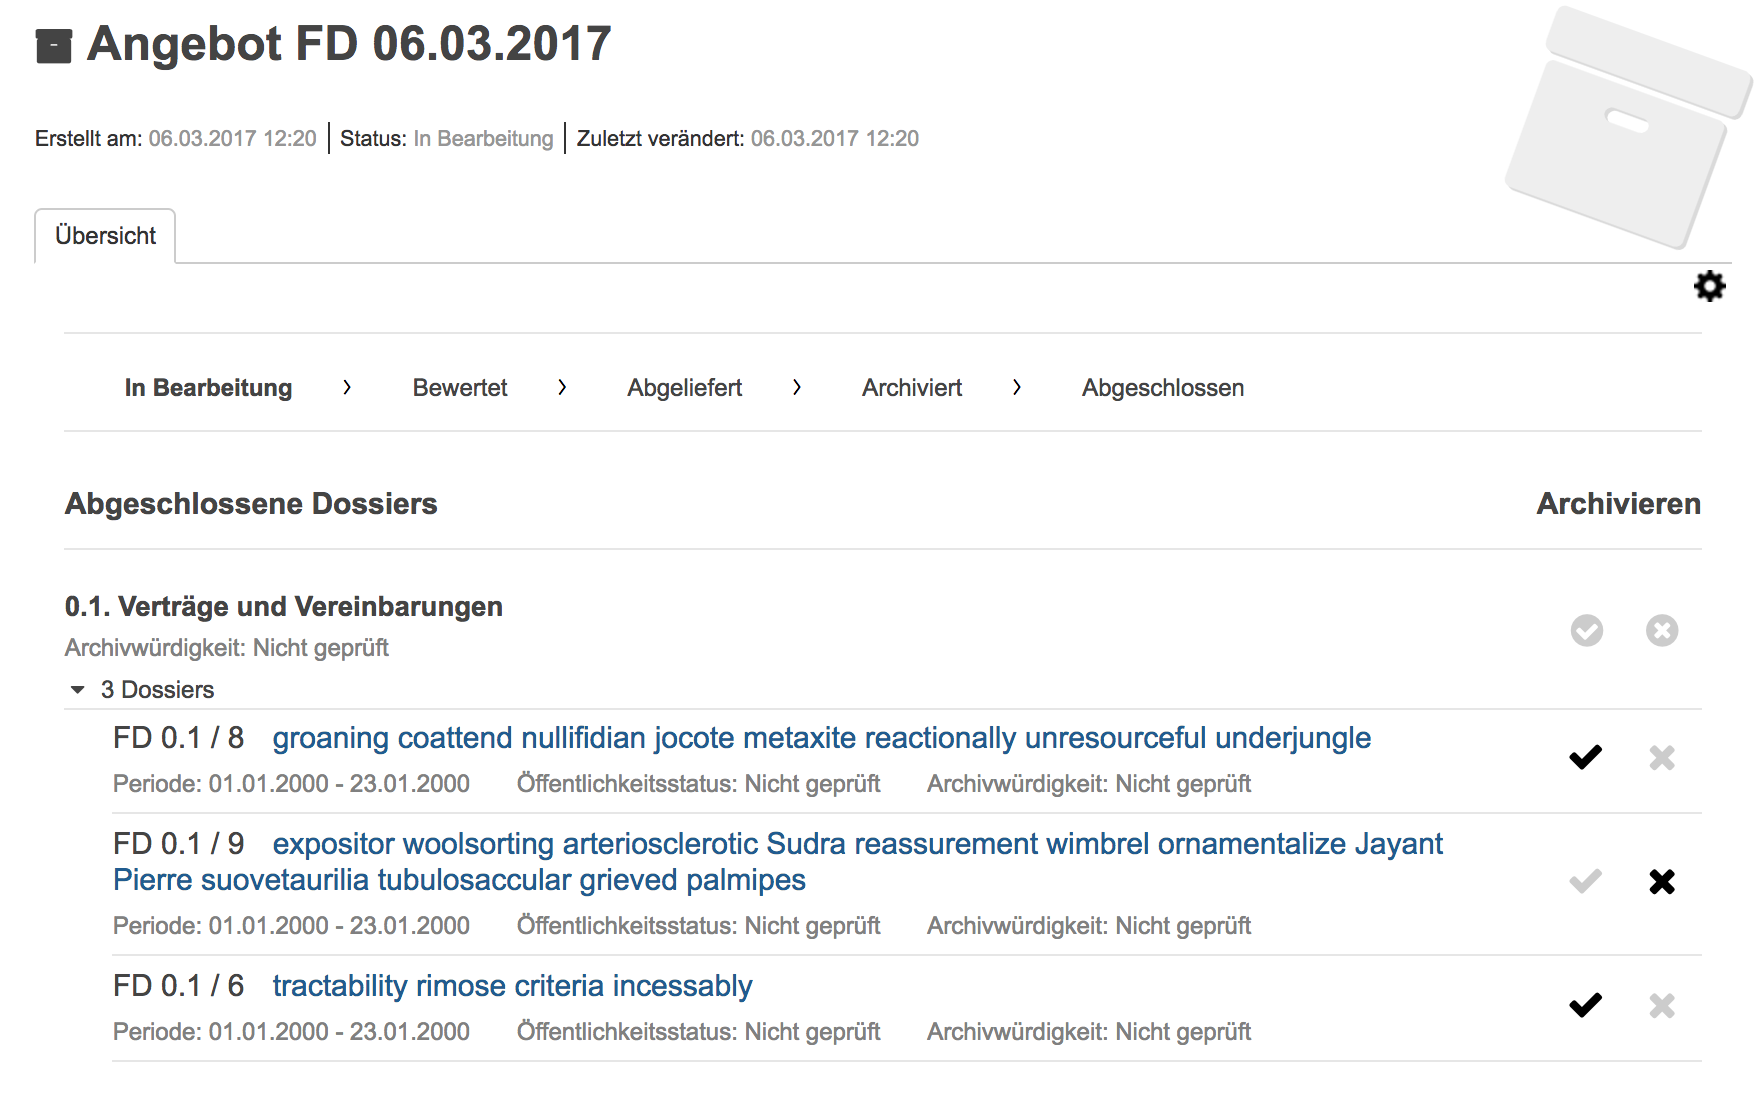 Angebot FD 06.03.2017
Erstellt am: 06.03.2017 12:20 Status: In Bearbeitung Zuletzt verändert: 06.03.2017 12:20
Übersicht
In Bearbeitung Bewertet Abgeliefert Archiviert Abgeschlossen
Abgeschlossene Dossiers Archivieren
0.1. Verträge und Vereinbarungen
Archivwürdigkeit: Nicht geprüft
3 Dossiers
FD 0.1 / 8 groaning coattend nullifidian jocote metaxite reactionally unresourceful underjungle
Periode: 01.01.2000 - 23.01.2000 Öffentlichkeitsstatus: Nicht geprüft Archivwürdigkeit: Nicht geprüft
FD 0.1 / 9 expositor woolsorting arteriosclerotic Sudra reassurement wimbrel ornamentalize Jayant
Pierre suovetaurilia tubulosaccular grieved palmipes
Periode: 01.01.2000 - 23.01.2000 Öffentlichkeitsstatus: Nicht geprüft Archivwürdigkeit: Nicht geprüft
FD 0.1 / 6 tractability rimose criteria incessably
Periode: 01.01.2000 - 23.01.2000 Öffentlichkeitsstatus: Nicht geprüft Archivwürdigkeit: Nicht geprüft